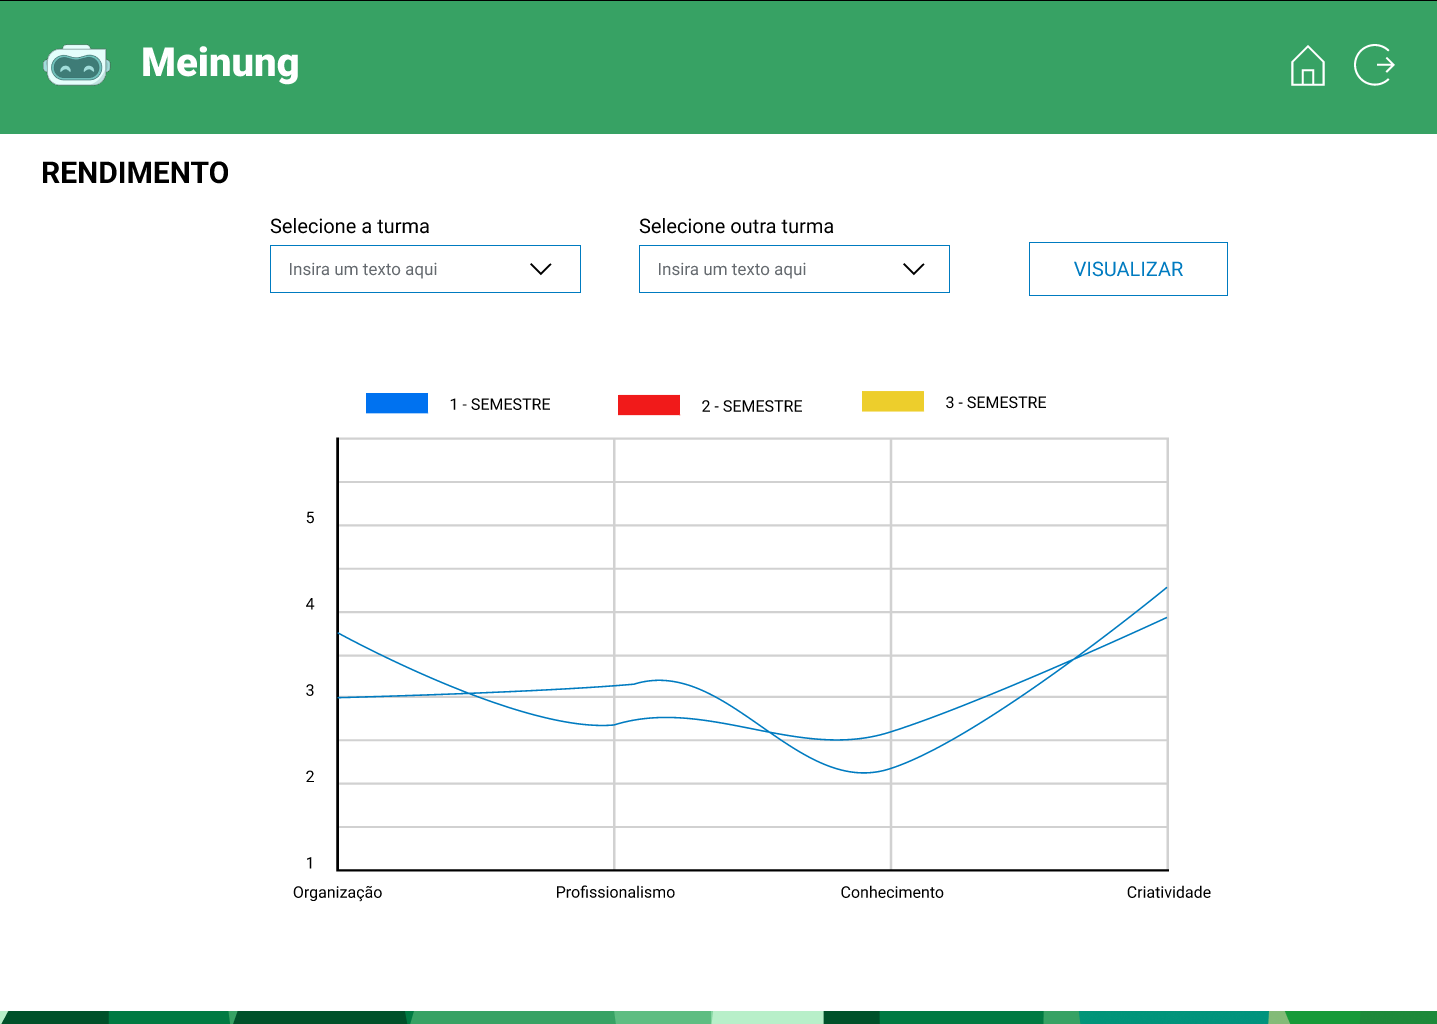 Meinung
RENDIMENTO
Selecione a turma
Selecione outra turma
Insira um texto aqui
Insira um texto aqui
VISUALIZAR
1 - SEMESTRE
2 - SEMESTRE
3 - SEMESTRE
5
4
3
2
1
Organização
Profissionalismo
Conhecimento
Criatividade